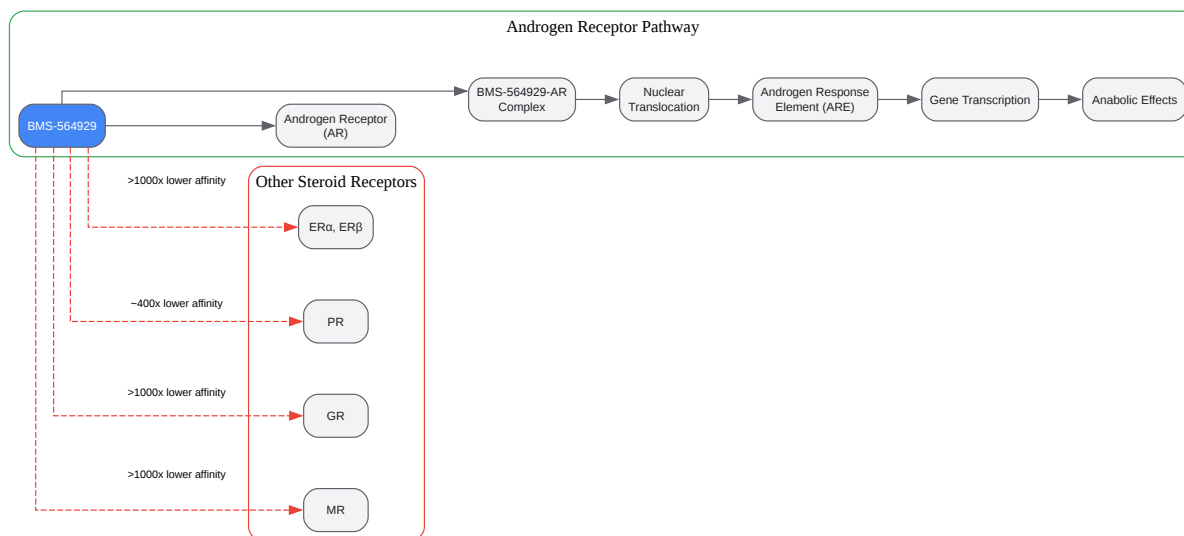 Androgen Receptor Pathway
BMS-564929
Androgen Receptor
(AR)
BMS-564929-AR
Complex
Nuclear
Translocation
Androgen Response
Element (ARE)
Gene Transcription
Anabolic Effects
Other Steroid Receptors
>1000x lower affinity
ERα, ERβ
~400x lower affinity
PR
>1000x lower affinity
GR
>1000x lower affinity
MR